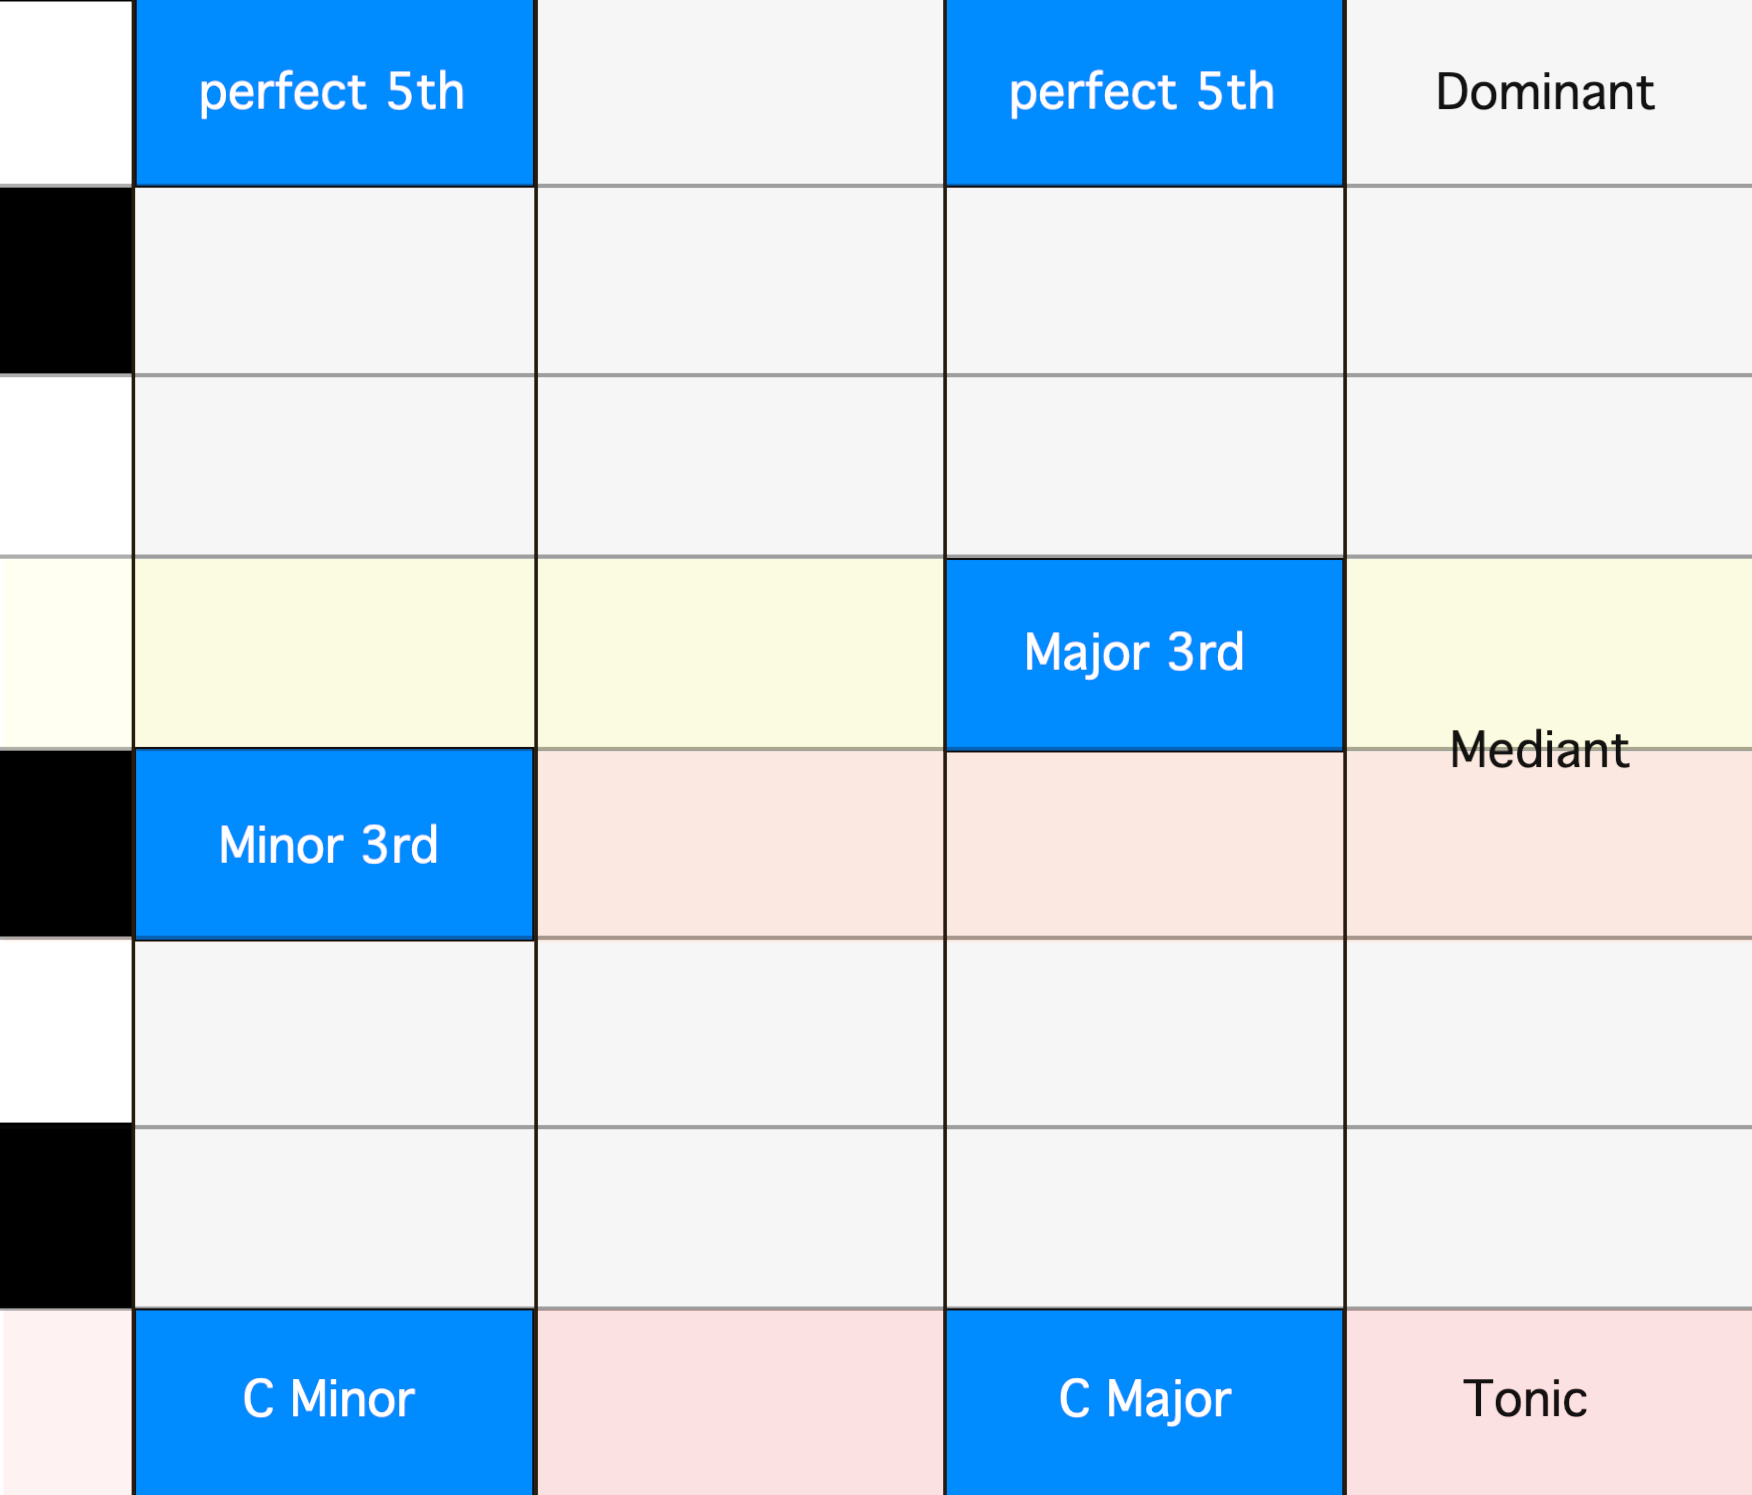 perfect 5th
perfect 5th
Dominant
Major 3rd
Mediant
Minor 3rd
C Minor
C Major
Tonic